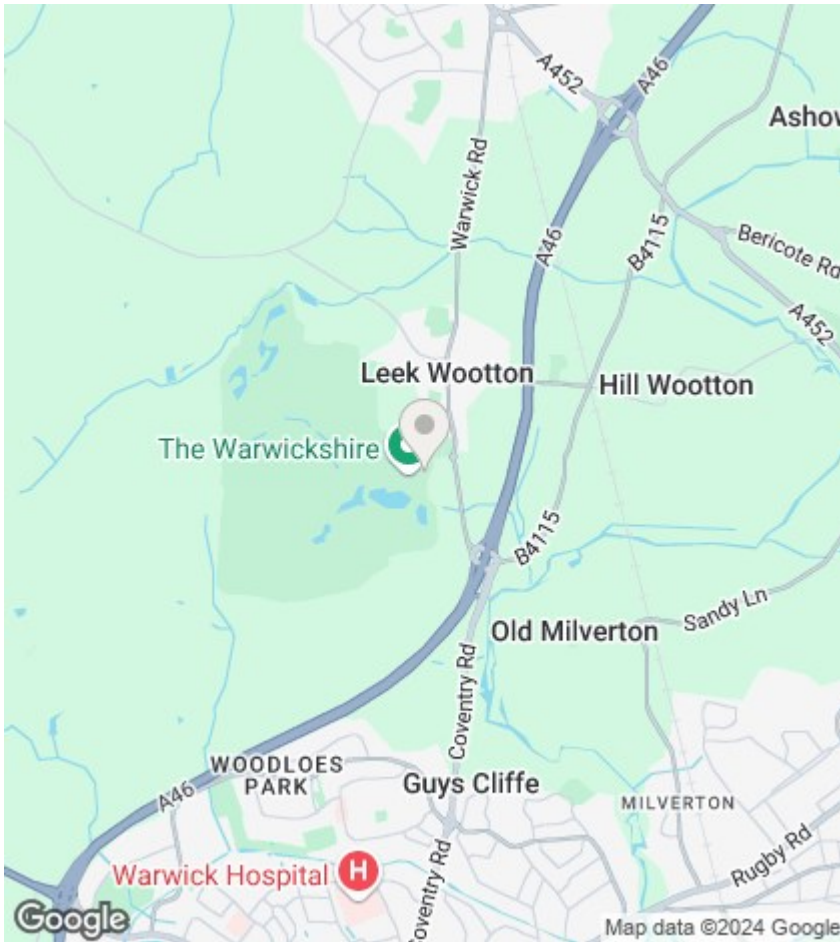 A452
A46
Ashow
Warwick Rd
A46
B4115
Bericote Rd
A452
Leek Wootton
Hill Wootton
The Warwickshire
B4115
Sandy Ln
Old Milverton
Coventry Rd
WOODLOES
PARK
A46
Guys Cliffe
MILVERTON
Rugby Rd
Warwick Hospital
H
Coventry Rd
Google
Map data ©2024 Google